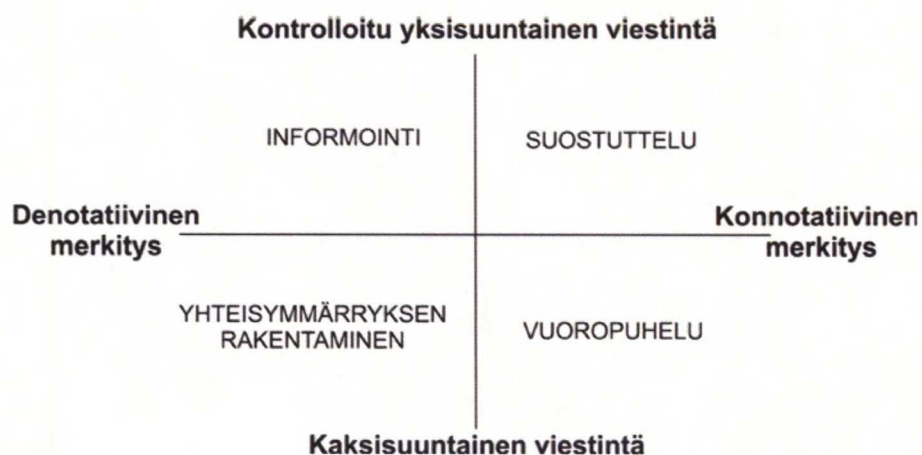 Kontrolloitu yksisuuntainen viestintä
INFORMOINTI
SUOSTUTTELU
Denotatiivinen
merkitys
Konnotatiivinen
merkitys
YHTEISYMMÄRRYKSEN
RAKENTAMINEN
VUOROPUHELU
Kaksisuuntainen viestintä